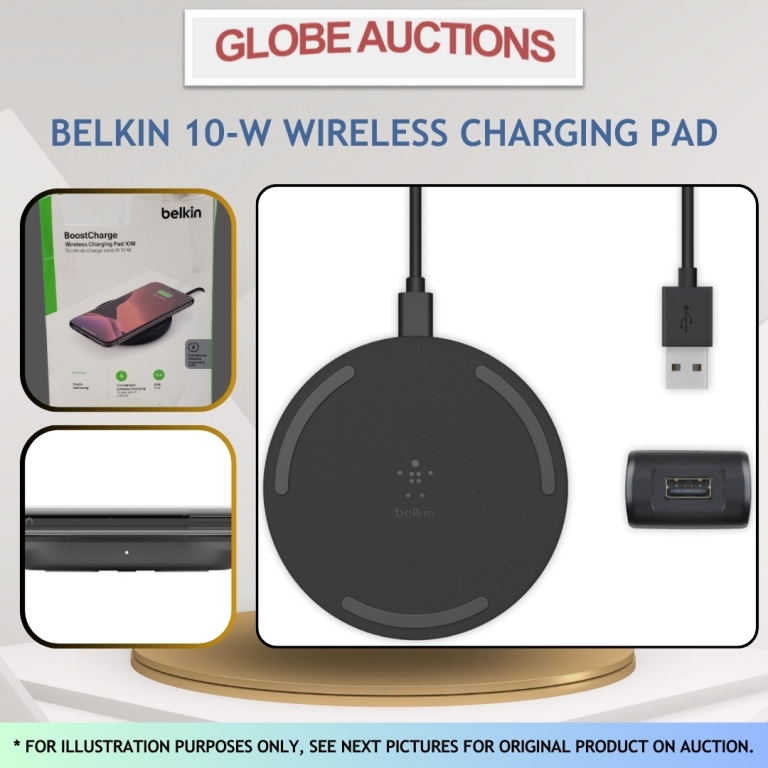 GLOBE AUCTIONS
BELKIN 10-W WIRELESS CHARGING PAD
belkin
BoostCharge
Wireless Charging Pad 10W
belkin
* FOR ILLUSTRATION PURPOSES ONLY, SEE NEXT PICTURES FOR ORIGINAL PRODUCT ON AUCTION.